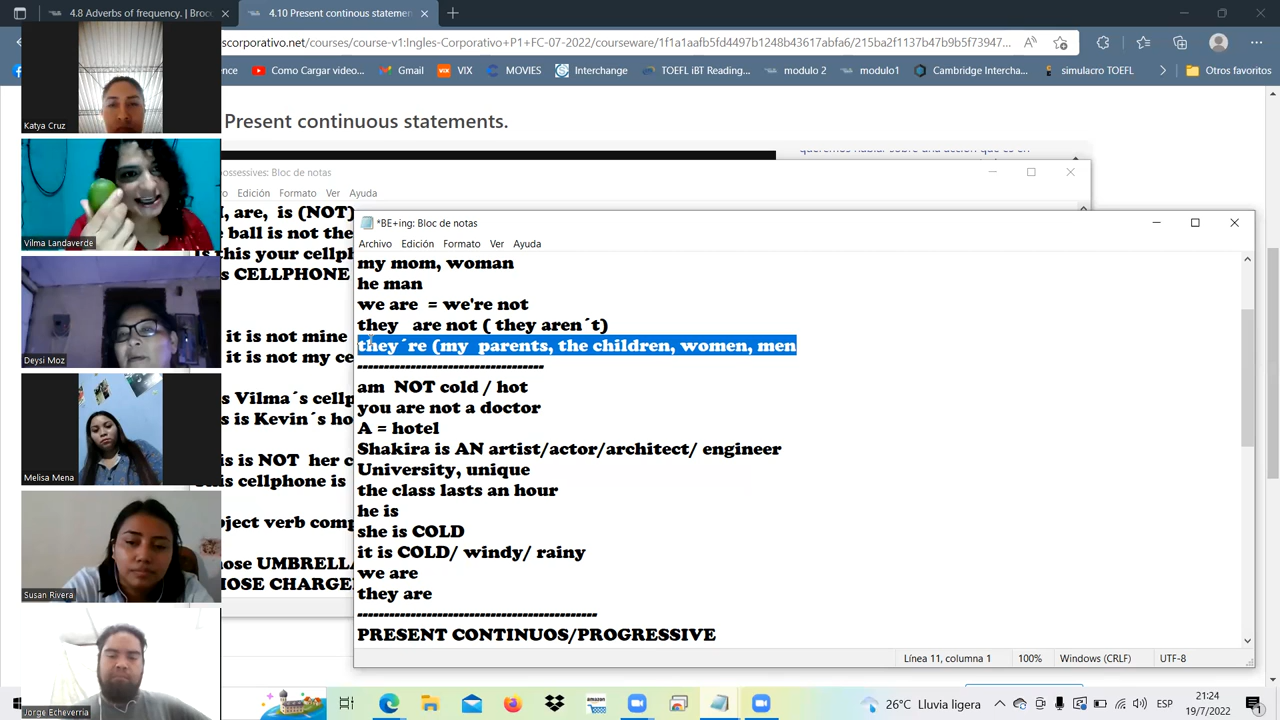 4.8 Adverbs of frequency. | Broc
4.10 Present continuous statemen
scorporativo.net/courses/course-v1:Ingles-Corporativo+P1+FC-07-2022/courseware/1f1a1aafb5fd4497b1248b43617abfa6/215ba2f1137b47b9b5f73947...
ence
Como Cargar video...
Gmail
VIX
MOVIES
Interchange
TOEFL iBT Reading...
modulo 2
modulo1
Cambridge intercha...
simulacro TOEFL
Otros favoritos
Present continuous statements.
possessives: Bloc de notas
Edición Formato Ver Ayuda
, are, is (NOT)
ball is not the
is this your cellph
s CELLPHONE
it is not mine
it is not my ce
s Vilma´s cellp
s is Kevin´s ho
is is NOT her c
his cellphone is
bject verb comp
hose UMBRELLA
HOSE CHARGE
*BE+ing: Bloc de notas
Archivo Edición Formato Ver Ayuda
my mom, woman
he man
we are = we're not
they are not ( they aren´t)
they´re (my parents, the children, women, men
----------------------------------
am NOT cold / hot
you are not a doctor
A = hotel
Shakira is AN artist/actor/architect/ engineer
University, unique
the class lasts an hour
he is
she is COLD
it is COLD/ windy/ rainy
we are
they are
-------------------------------------------
PRESENT CONTINUOS/PROGRESSIVE
Línea 11, columna 1 100% Windows (CRLF) UTF-8
Katya Cruz
Vilma Landaverde
Deysi Moz
Melisa Mena
Susan Rivera
Jorge Echeverria
amazon
26°C Lluvia ligera
21:24
19/7/2022